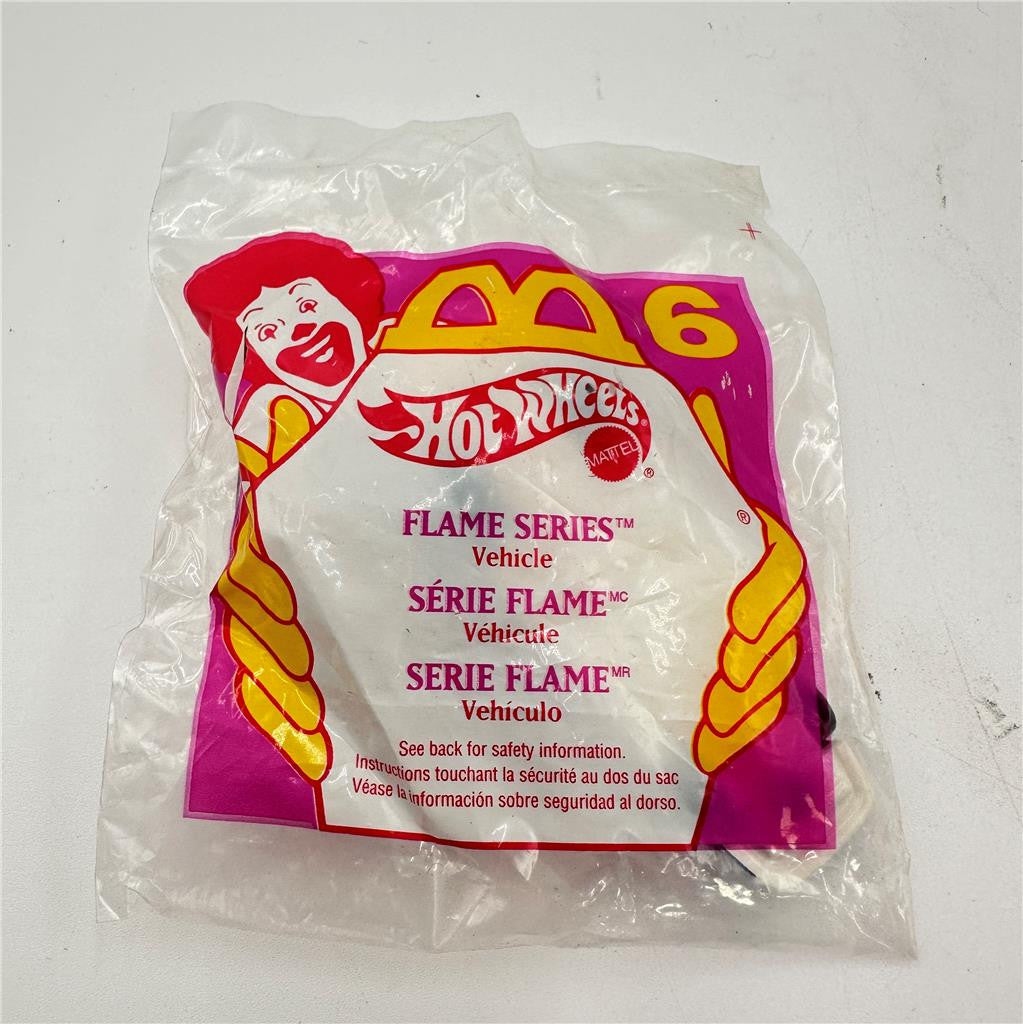 6
HOT WHEELS®
MATTEL®
®
FLAME SERIES™
Vehicle
SÉRIE FLAME MC
Véhicule
SERIE FLAME MR
Vehículo
See back for safety information.
Instructions touchant la sécurité au dos du sac
Véase la información sobre seguridad al dorso.